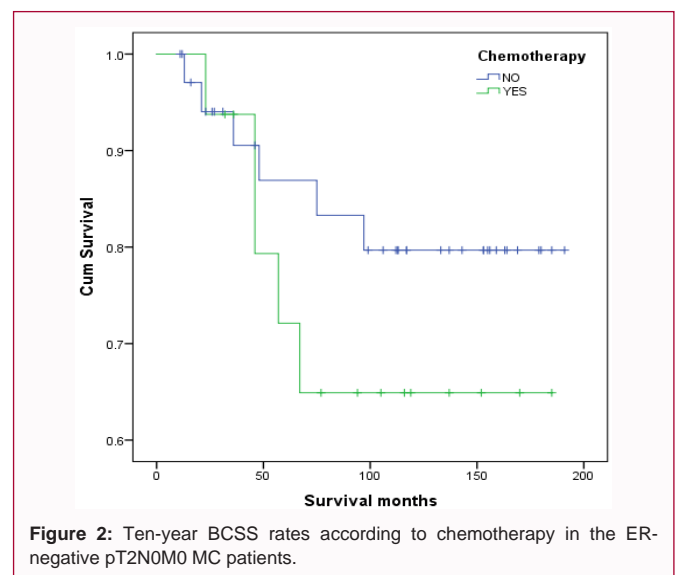 Chemotherapy
NO
YES
Cum Survival
1.0
0.9
0.8
0.7
0.6
0 50 100 150 200
Survival months
Figure 2: Ten-year BCSS rates according to chemotherapy in the ER-
negative pT2N0M0 MC patients.